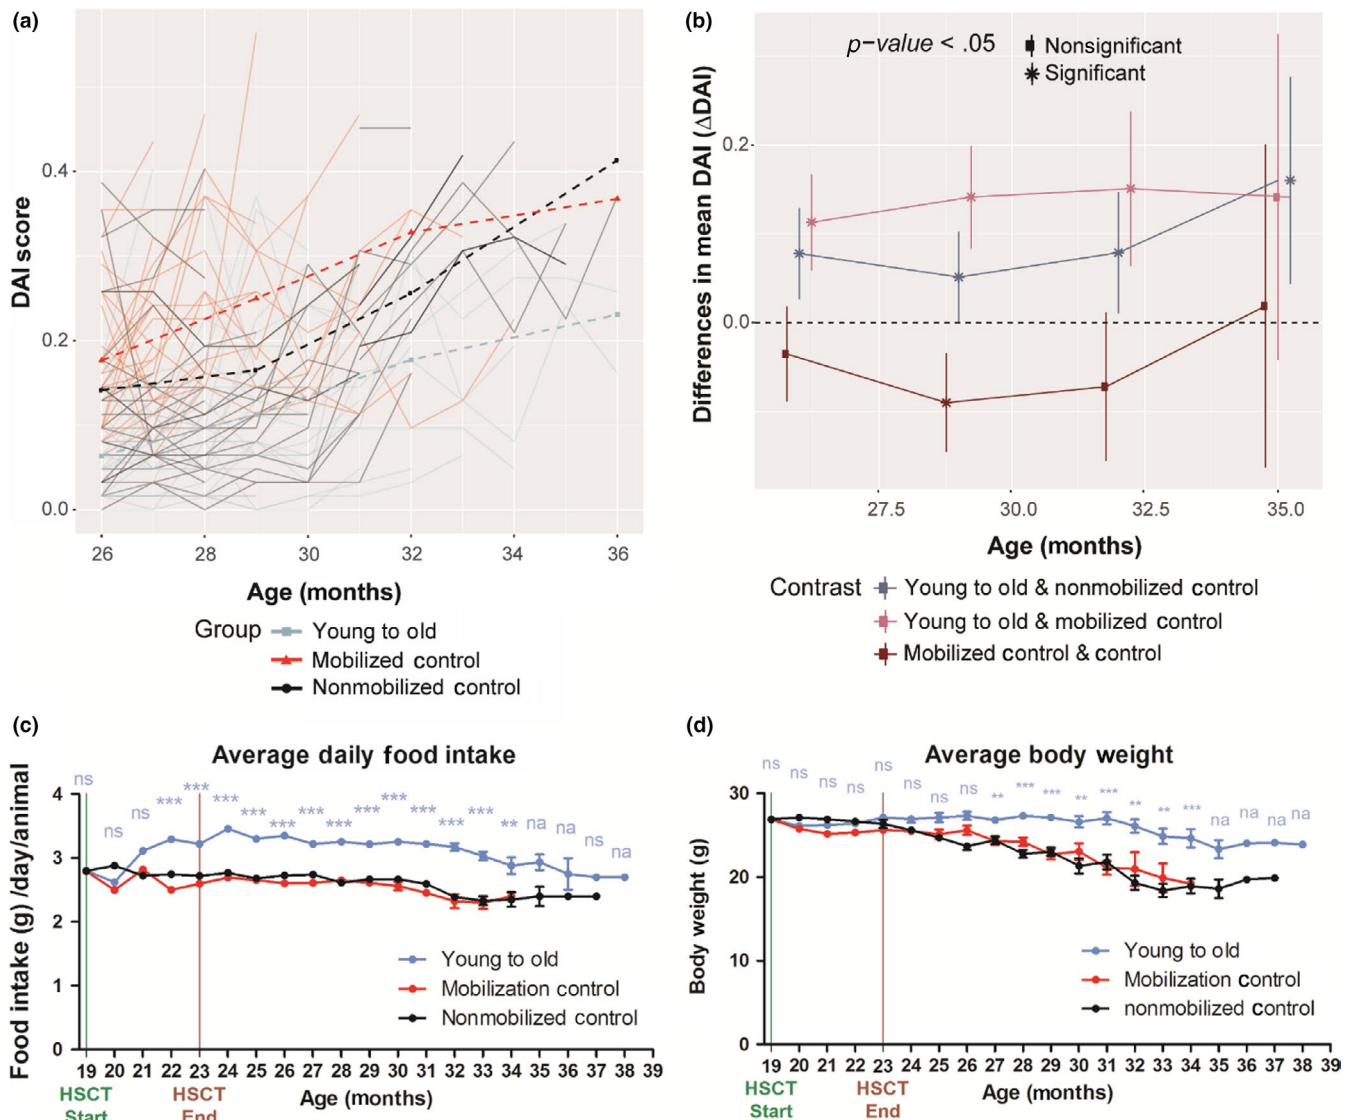 (a)
DAI score
0.4
0.2
0.0
26 28 30 32 34 36
Age (months)
Group
Young to old
Mobilized control
Nonmobilized control
(b)
Differences in mean DAI (ΔDAI)
p−value < .05
Nonsignificant
Significant
0.2
0.0
27.5 30.0 32.5 35.0
Age (months)
Contrast
Young to old & nonmobilized control
Young to old & mobilized control
Mobilized control & control
(c)
Average daily food intake
Food intake (g) /day/animal
ns ns ns *** *** *** *** *** *** *** *** *** *** *** *** ** na na ns na
4
3
2
1
0
Young to old
Mobilization control
Nonmobilized control
19 20 21 22 23 24 25 26 27 28 29 30 31 32 33 34 35 36 37 38 39
HSCT
Start
HSCT
End
Age (months)
(d)
Average body weight
Body weight (g)
ns ns ns ns ns ns ns ns ** *** *** ** *** ** ** *** na na na na
30
20
10
0
Young to old
Mobilization control
nonmobilized control
19 20 21 22 23 24 25 26 27 28 29 30 31 32 33 34 35 36 37 38 39
HSCT
Start
HSCT
End
Age (months)